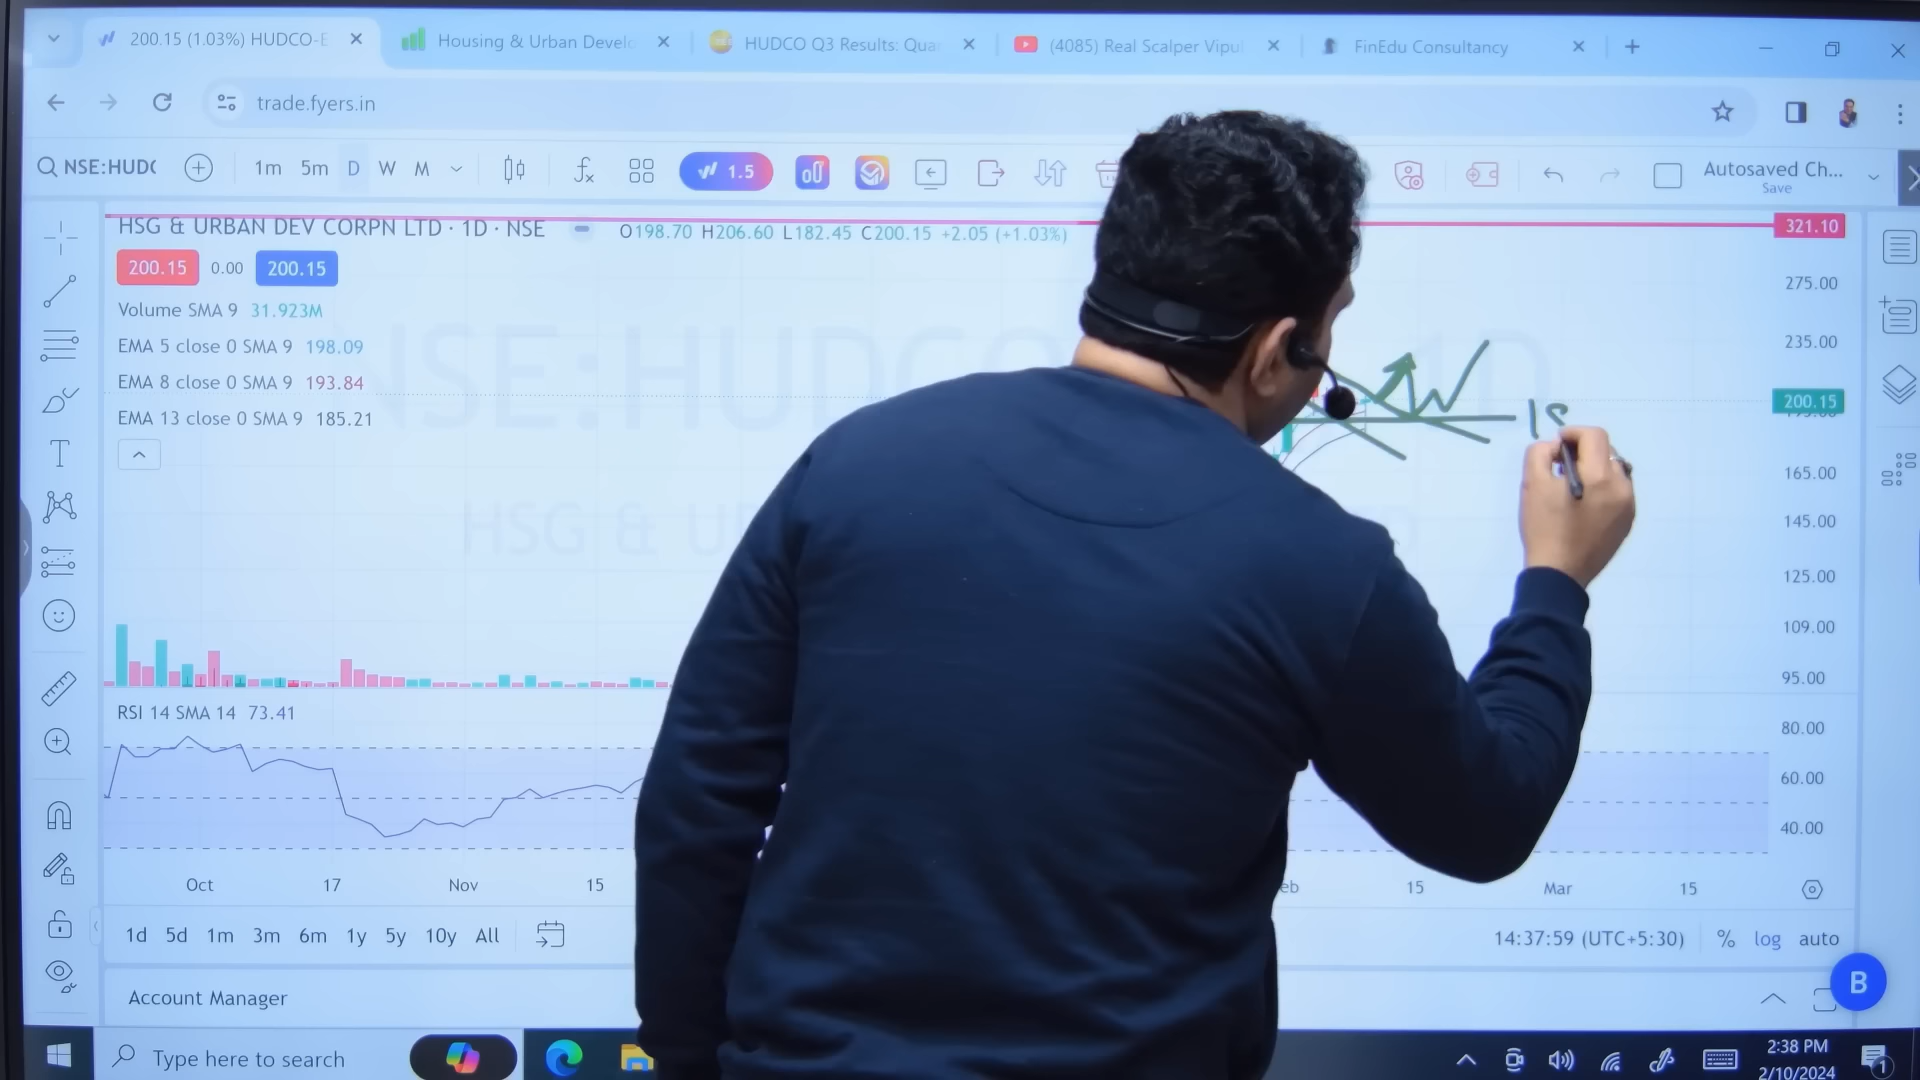 200.15 (1.03%) HUDCO-E
Housing & Urban Develo
HUDCO Q3 Results: Qua
(4085) Real Scalper Vipul
FinEdu Consultancy
trade.fyers.in
NSE:HUDC
1m 5m D W M
1.5
Autosaved Ch...
Save
HSG & URBAN DEV CORPN LTD · 1D · NSE
O198.70 H206.60 L182.45 C200.15 +2.05 (+1.03%)
321.10
200.15 0.00 200.15
275.00
Volume SMA 9 31.923M
EMA 5 close 0 SMA 9 198.09
235.00
EMA 8 close 0 SMA 9 193.84
200.15
EMA 13 close 0 SMA 9 185.21
165.00
145.00
125.00
109.00
95.00
RSI 14 SMA 14 73.41
80.00
60.00
40.00
Oct 17 Nov 15
eb 15 Mar 15
1d 5d 1m 3m 6m 1y 5y 10y All
14:37:59 (UTC+5:30) % log auto
B
Account Manager
Type here to search
2:38 PM
2/10/2024
1
NSE:HUDC
1D
HSG & U